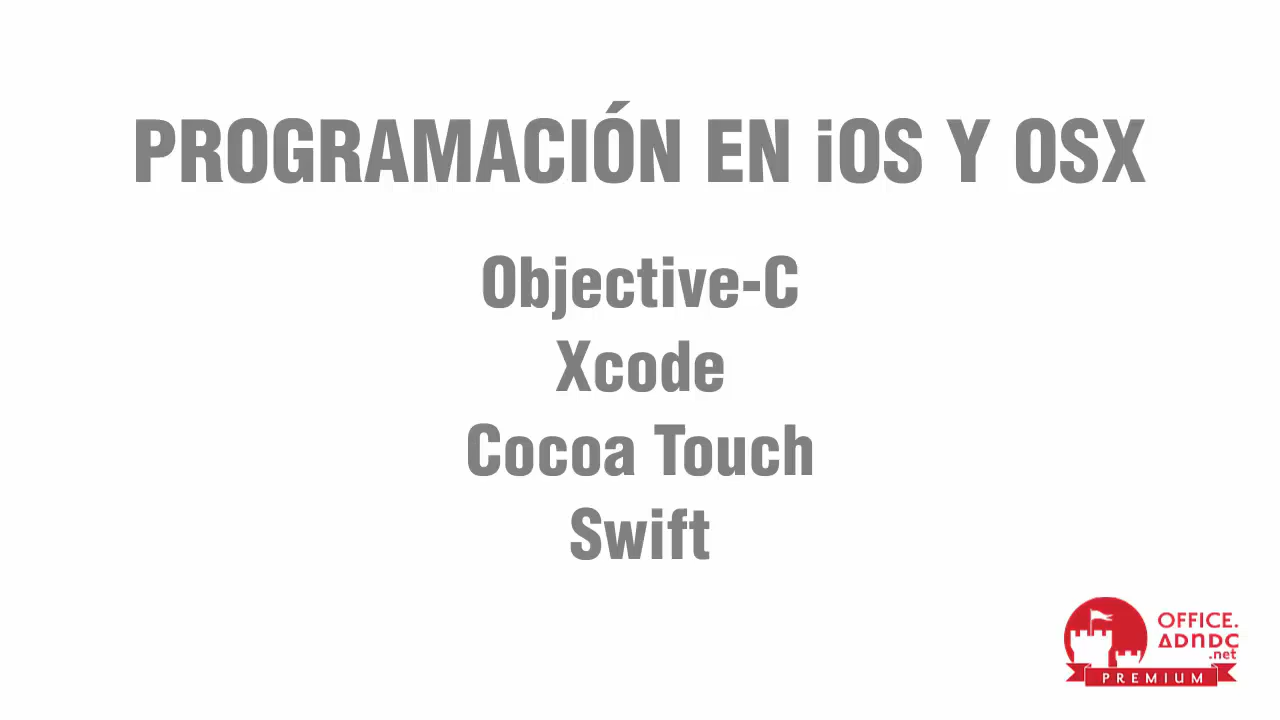 PROGRAMACIÓN EN iOS Y OSX
Objective-C
Xcode
Cocoa Touch
Swift
OFFICE.
ADNDC
.net
PREMIUM